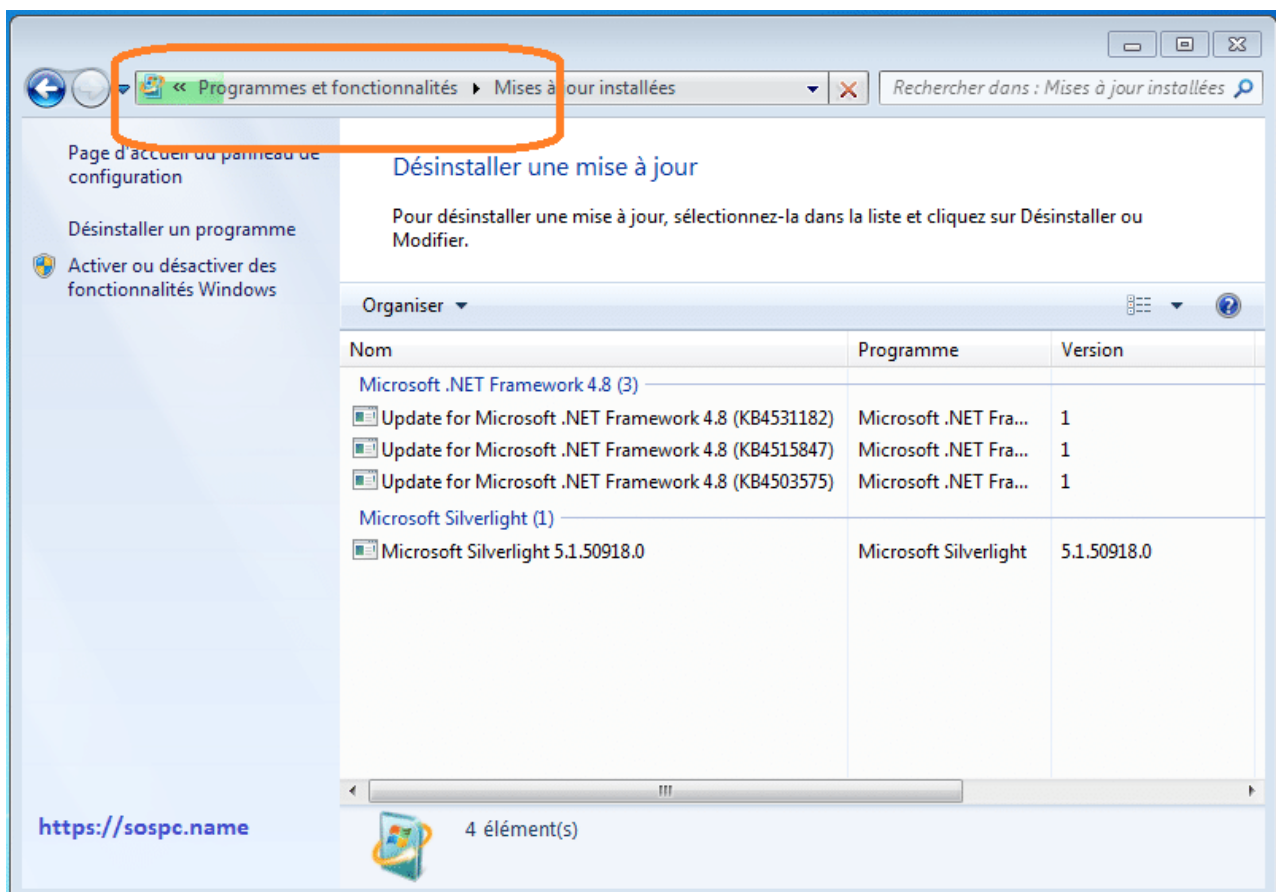 « Programmes et fonctionnalités ▸ Mises à jour installées
Rechercher dans : Mises à jour installées
Page d'accueil du panneau de
configuration
Désinstaller un programme
Activer ou désactiver des
fonctionnalités Windows
Désinstaller une mise à jour
Pour désinstaller une mise à jour, sélectionnez-la dans la liste et cliquez sur Désinstaller ou
Modifier.
Organiser
Nom Programme Version
Microsoft .NET Framework 4.8 (3)
Update for Microsoft .NET Framework 4.8 (KB4531182) Microsoft .NET Fra... 1
Update for Microsoft .NET Framework 4.8 (KB4515847) Microsoft .NET Fra... 1
Update for Microsoft .NET Framework 4.8 (KB4503575) Microsoft .NET Fra... 1
Microsoft Silverlight (1)
Microsoft Silverlight 5.1.50918.0 Microsoft Silverlight 5.1.50918.0
https://sospc.name
4 élément(s)